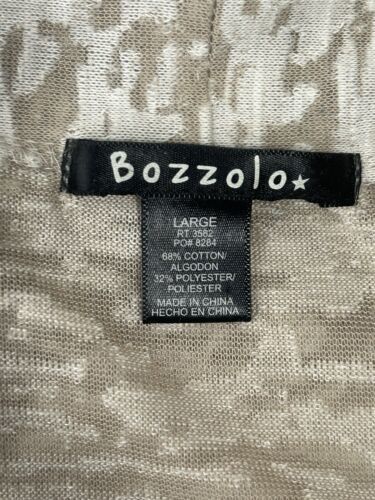 Bozzolo★
LARGE
RT 3582
PO# 8284
68% COTTON/
ALGODON
32% POLYESTER/
POLIESTER
MADE IN CHINA
HECHO EN CHINA